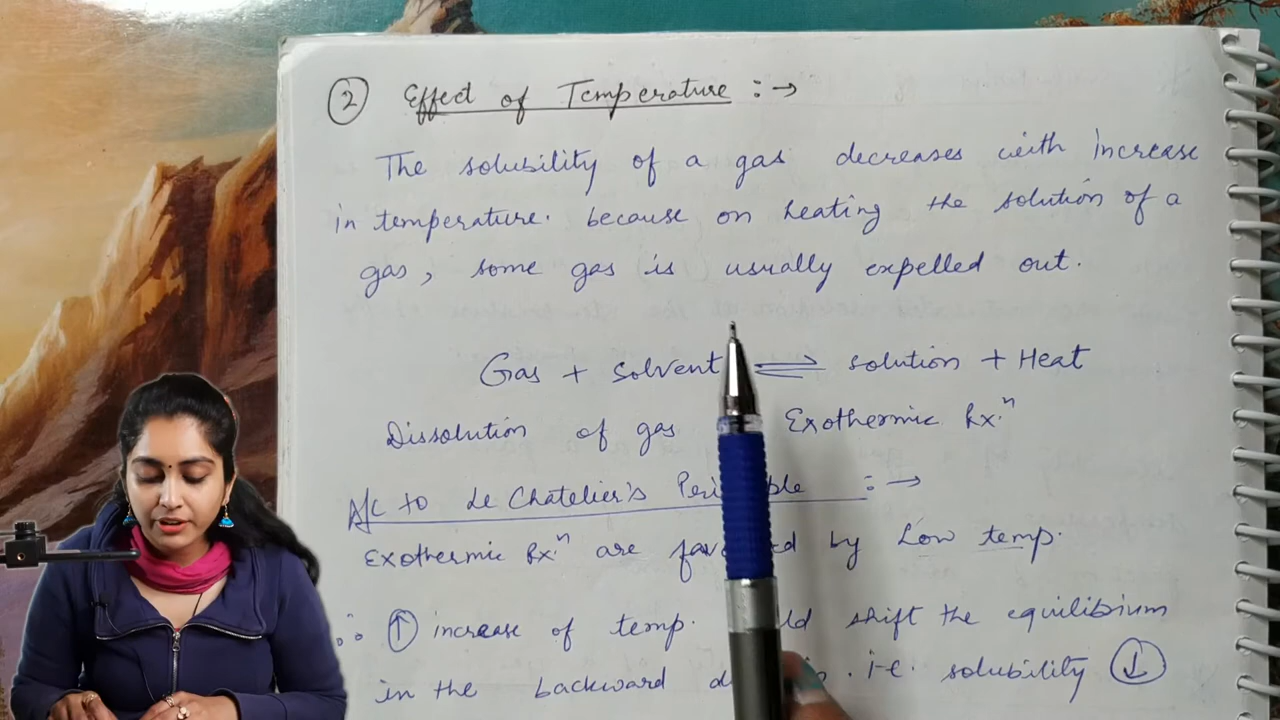 ② Effect of Temperature :→
The solubility of a gas decreases with increase
in temperature. because on heating the solution of a
gas, some gas is usually expelled out.
Gas + Solvent ⇌ solution + Heat
Dissolution of gas Exothermic Rx.ⁿ
A/c to Le Chatelier's :→
Exothermic Rx.ⁿ are by Low temp.
∴ ↑ increase of temp. shift the equilibrium
in the backward . i.e. solubility ↓